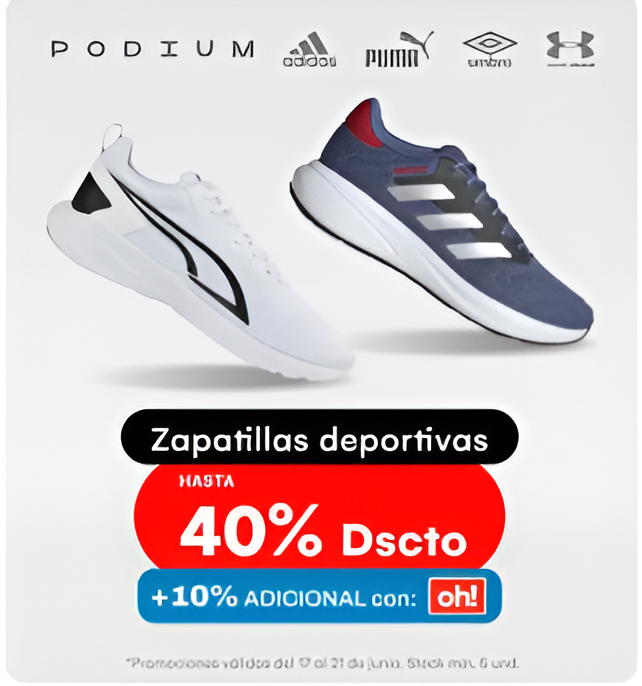 PODIUM adidas PUMA umbro
Zapatillas deportivas
HASTA
40% Dscto
+10% ADICIONAL con: oh!
*Promociones válidas del 17 al 21 de junio. Stock mín. 6 und.